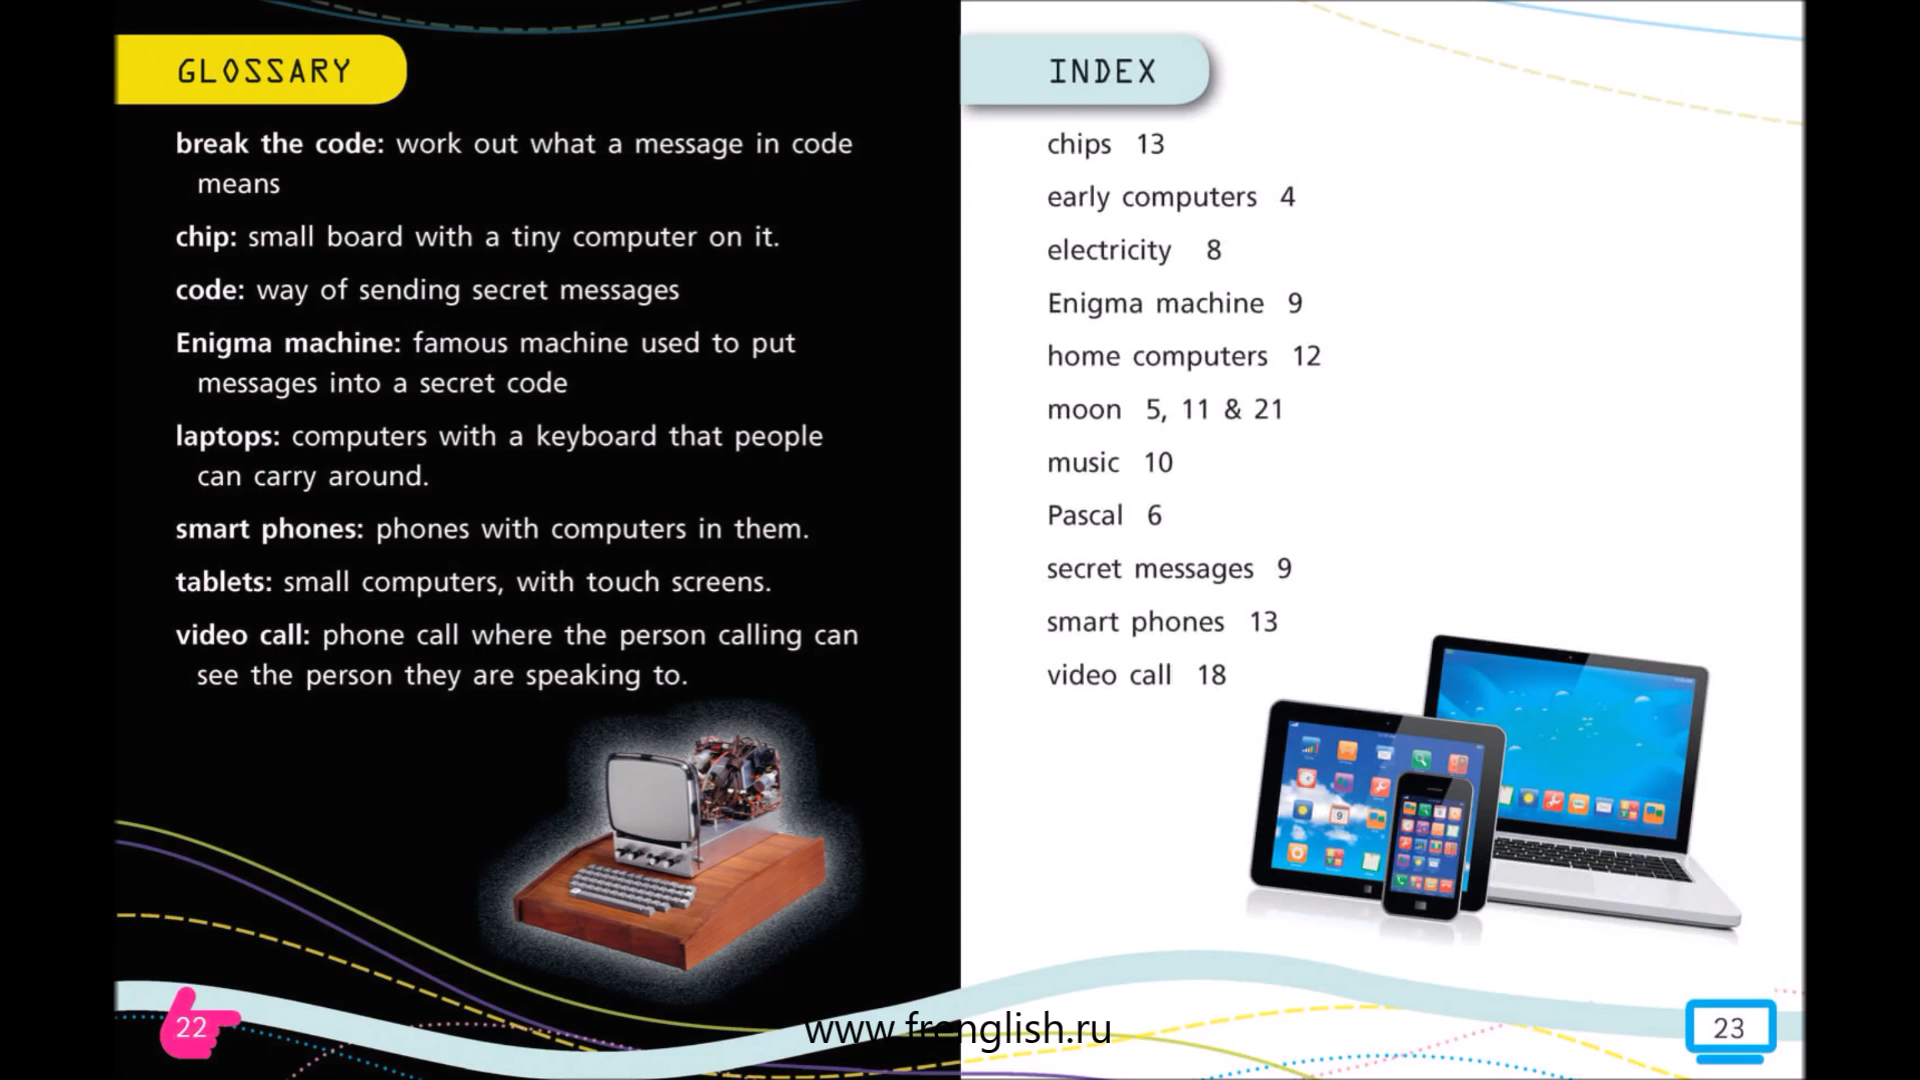 GLOSSARY
break the code: work out what a message in code
means
chip: small board with a tiny computer on it.
code: way of sending secret messages
Enigma machine: famous machine used to put
messages into a secret code
laptops: computers with a keyboard that people
can carry around.
smart phones: phones with computers in them.
tablets: small computers, with touch screens.
video call: phone call where the person calling can
see the person they are speaking to.
22
INDEX
chips 13
early computers 4
electricity 8
Enigma machine 9
home computers 12
moon 5, 11 & 21
music 10
Pascal 6
secret messages 9
smart phones 13
video call 18
9
23
www.frenglish.ru